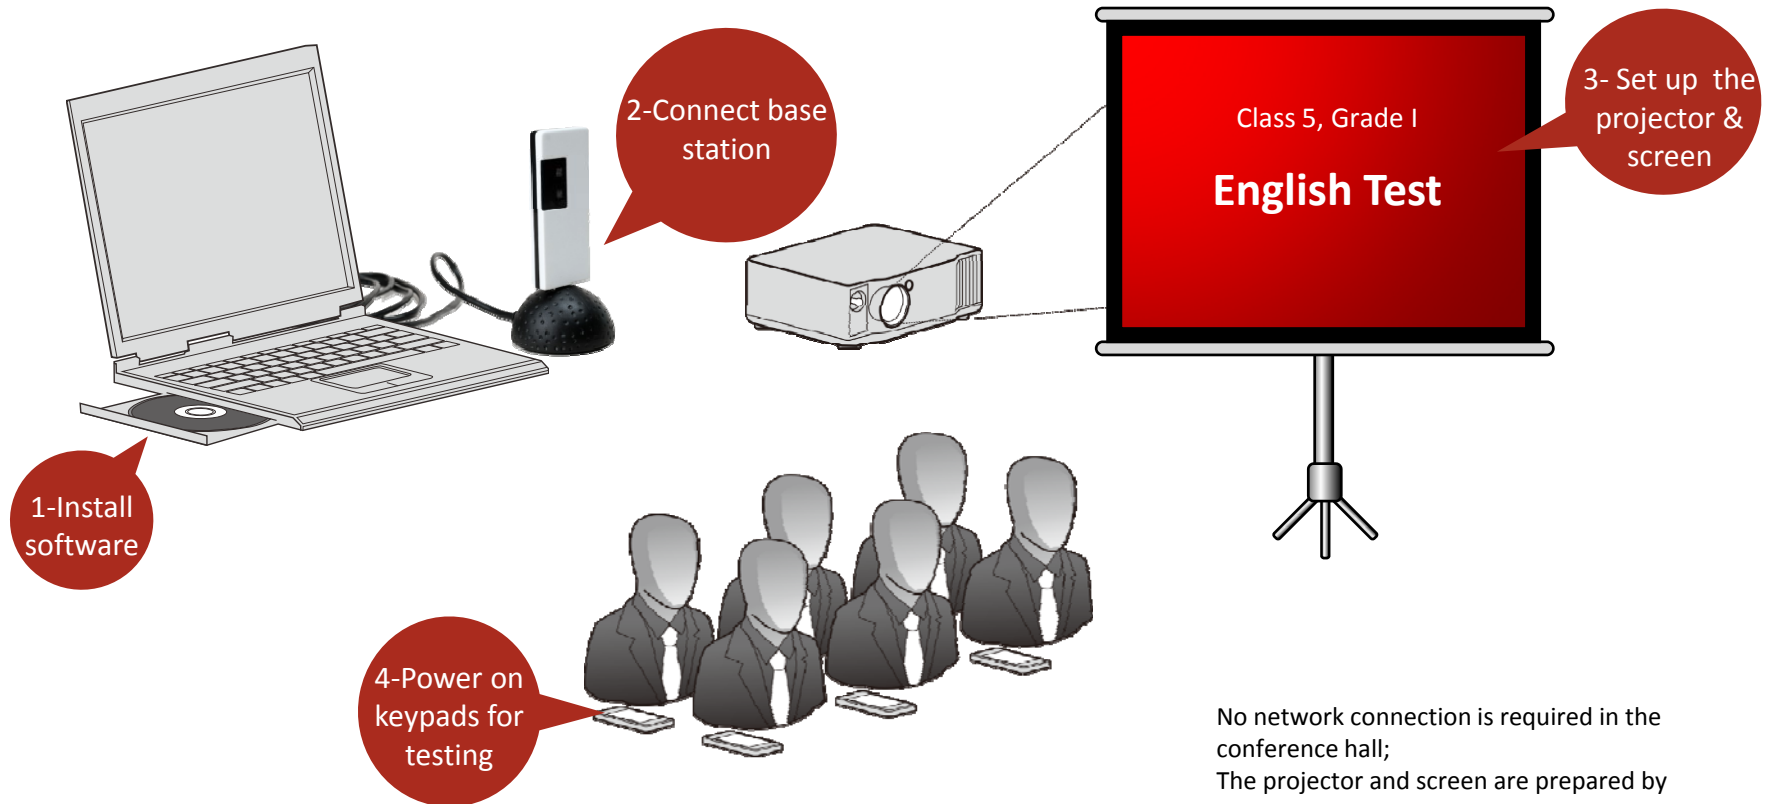 2-Connect base
station
3- Set up  the
projector &
screen
Class 5, Grade I
English Test
1-Install
software
4-Power on
keypads for
testing
No network connection is required in the
conference hall;
The projector and screen are prepared by